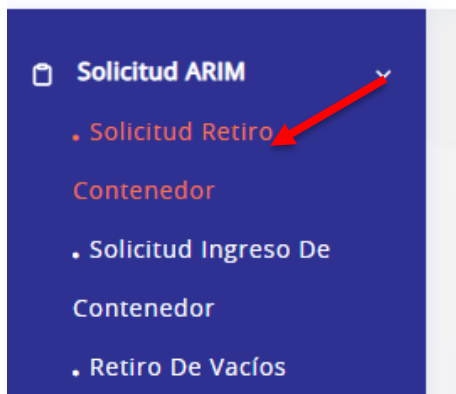 Solicitud ARIM
. Solicitud Retiro
Contenedor
. Solicitud Ingreso De
Contenedor
. Retiro De Vacíos